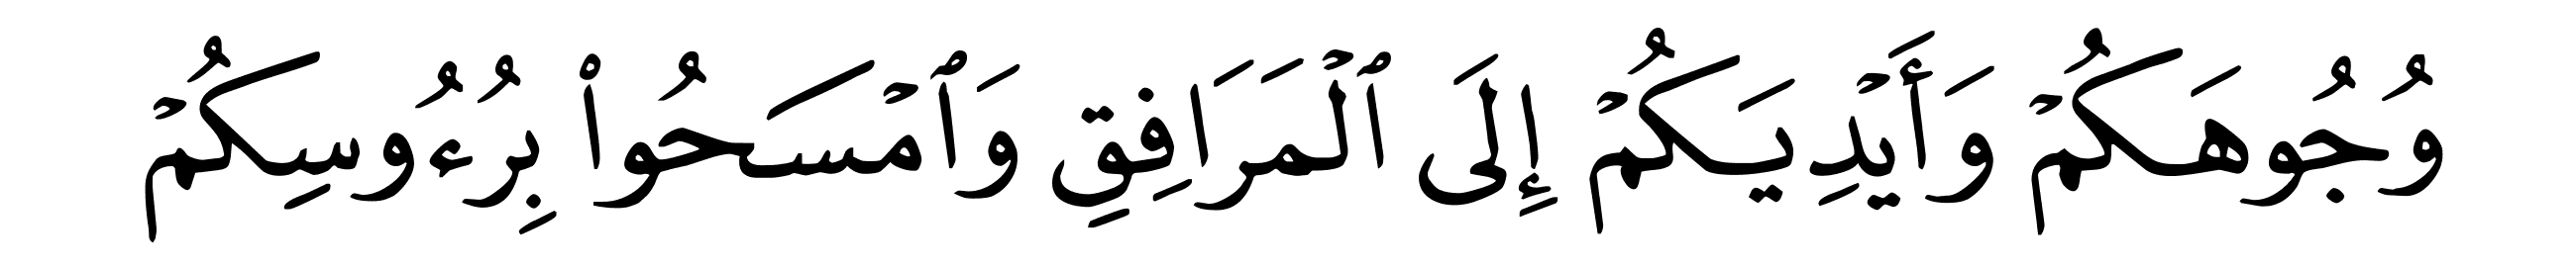 وُجُوهَكُمۡ وَأَيۡدِيَكُمۡ إِلَى ٱلۡمَرَافِقِ وَٱمۡسَحُواْ بِرُءُوسِكُمۡ